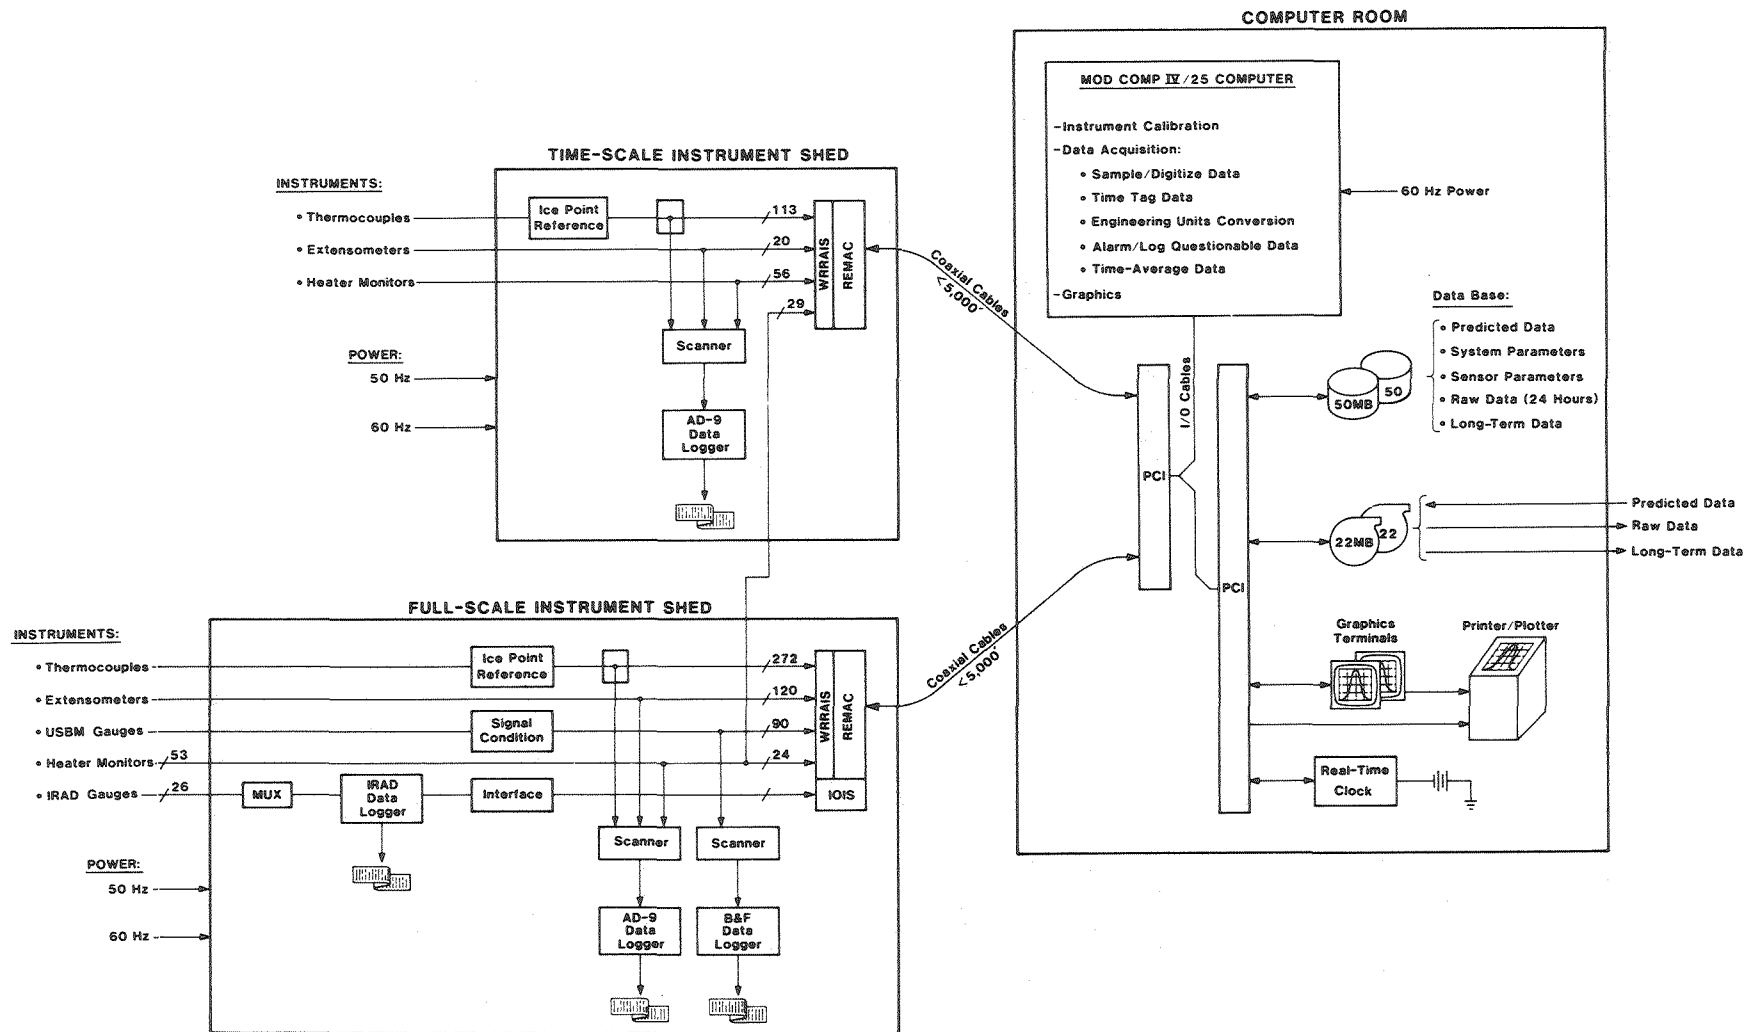 COMPUTER ROOM
MOD COMP IV/25 COMPUTER
-Instrument Calibration
-Data Acquisition:
• Sample/Digitize Data
• Time Tag Data
• Engineering Units Conversion
• Alarm/Log Questionable Data
• Time-Average Data
-Graphics
60 Hz Power
TIME-SCALE INSTRUMENT SHED
INSTRUMENTS:
• Thermocouples
Ice Point
Reference
113
• Extensometers
20
• Heater Monitors
56
29
WRRAIS
REMAC
Scanner
POWER:
50 Hz
60 Hz
AD-9
Data
Logger
Coaxial Cables
<5,000'
I/O Cables
PCI
PCI
50MB
50
Data Base:
• Predicted Data
• System Parameters
• Sensor Parameters
• Raw Data (24 Hours)
• Long-Term Data
22MB
22
Predicted Data
Raw Data
Long-Term Data
Graphics
Terminals
Printer/Plotter
Real-Time
Clock
FULL-SCALE INSTRUMENT SHED
INSTRUMENTS:
• Thermocouples
Ice Point
Reference
272
• Extensometers
120
• USBM Gauges
Signal
Condition
90
• Heater Monitors
53
24
• IRAD Gauges
26
MUX
IRAD
Data
Logger
Interface
WRRAIS
REMAC
IOIS
Coaxial Cables
<5,000'
Scanner
Scanner
POWER:
50 Hz
60 Hz
AD-9
Data
Logger
B&F
Data
Logger